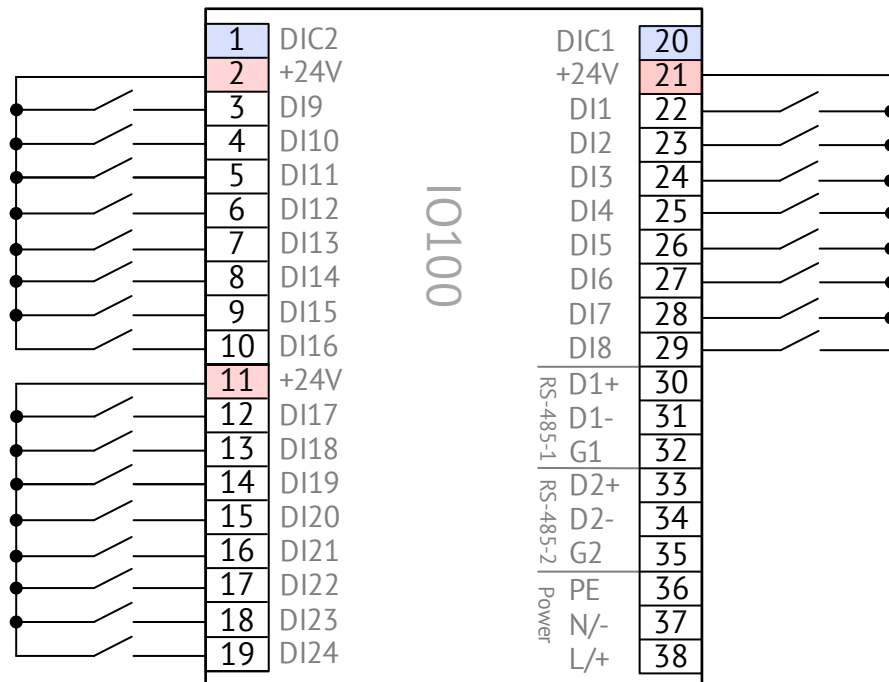 1 DIC2
2 +24V
3 DI9
4 DI10
5 DI11
6 DI12
7 DI13
8 DI14
9 DI15
10 DI16
11 +24V
12 DI17
13 DI18
14 DI19
15 DI20
16 DI21
17 DI22
18 DI23
19 DI24
IO100
DIC1 20
+24V 21
DI1 22
DI2 23
DI3 24
DI4 25
DI5 26
DI6 27
DI7 28
DI8 29
RS-485-1
D1+ 30
D1- 31
G1 32
RS-485-2
D2+ 33
D2- 34
G2 35
Power
PE 36
N/- 37
L/+ 38